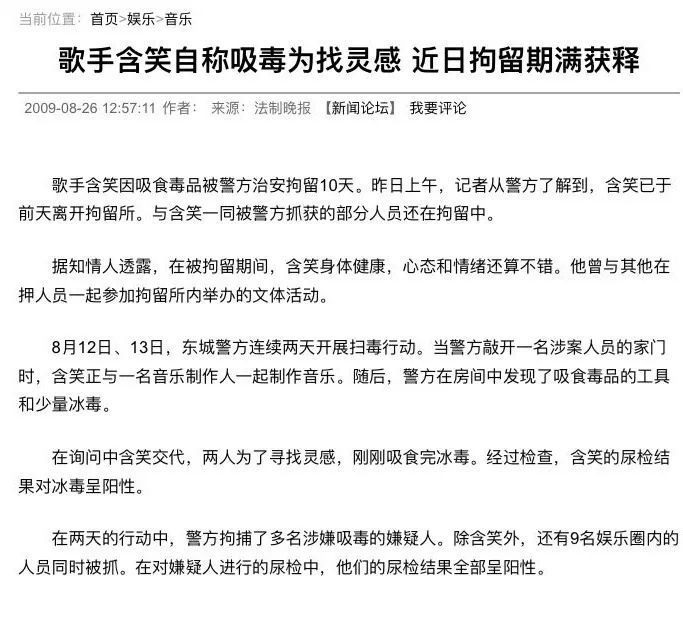 当前位置：首页>娱乐>音乐
歌手含笑自称吸毒为找灵感 近日拘留期满获释
2009-08-26 12:57:11 作者： 来源：法制晚报 【新闻论坛】 我要评论
歌手含笑因吸食毒品被警方治安拘留10天。昨日上午，记者从警方了解到，含笑已于
前天离开拘留所。与含笑一同被警方抓获的部分人员还在拘留中。
据知情人透露，在被拘留期间，含笑身体健康，心态和情绪还算不错。他曾与其他在
押人员一起参加拘留所内举办的文体活动。
8月12日、13日，东城警方连续两天开展扫毒行动。当警方敲开一名涉案人员的家门
时，含笑正与一名音乐制作人一起制作音乐。随后，警方在房间中发现了吸食毒品的工具
和少量冰毒。
在询问中含笑交代，两人为了寻找灵感，刚刚吸食完冰毒。经过检查，含笑的尿检结
果对冰毒呈阳性。
在两天的行动中，警方拘捕了多名涉嫌吸毒的嫌疑人。除含笑外，还有9名娱乐圈内的
人员同时被抓。在对嫌疑人进行的尿检中，他们的尿检结果全部呈阳性。